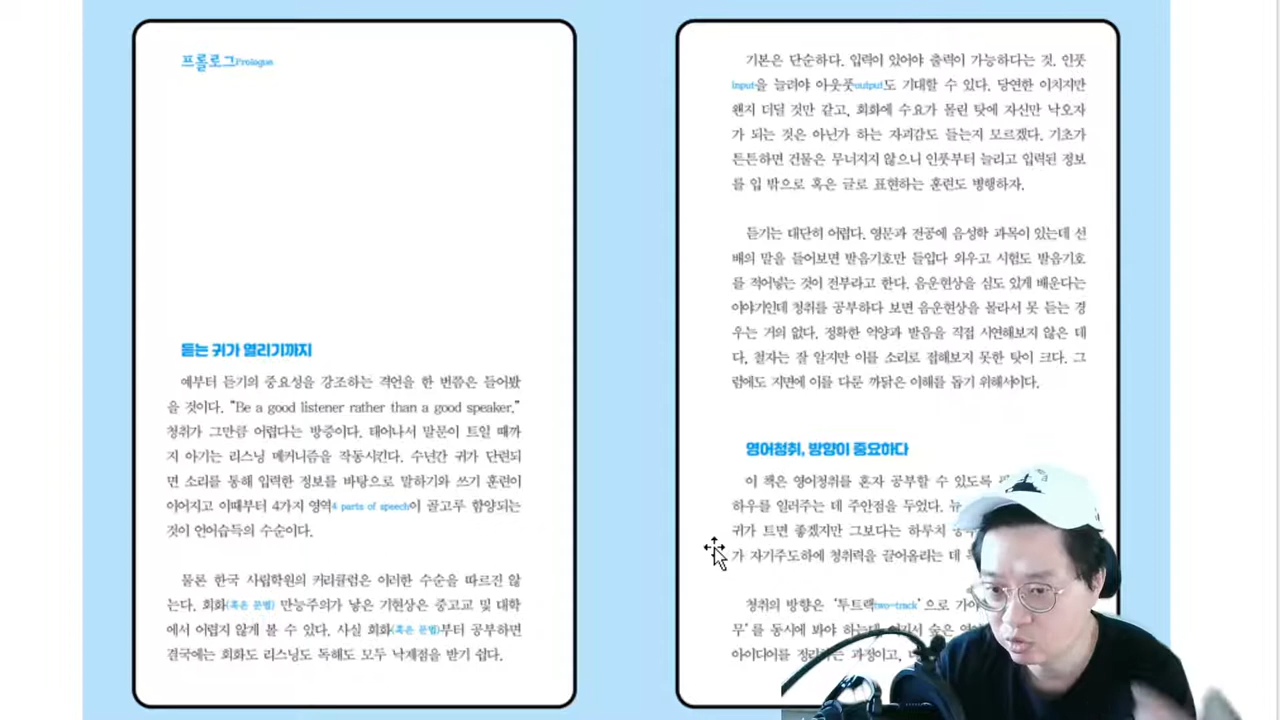 프롤로그Prologue
듣는 귀가 열리기까지
예부터 듣기의 중요성을 강조하는 격언을 한 번쯤은 들어봤
을 것이다. “Be a good listener rather than a good speaker.”
청취가 그만큼 어렵다는 방증이다. 태어나서 말문이 트일 때까
지 아기는 리스닝 메커니즘을 작동시킨다. 수년간 귀가 단련되
면 소리를 통해 입력한 정보를 바탕으로 말하기와 쓰기 훈련이
이어지고 이때부터 4가지 영역4 parts of speech이 골고루 함양되는
것이 언어습득의 수순이다.
물론 한국 사립학원의 커리큘럼은 이러한 수순을 따르진 않
는다. 회화(혹은 문법) 만능주의가 낳은 기현상은 중고교 및 대학
에서 어렵지 않게 볼 수 있다. 사실 회화(혹은 문법)부터 공부하면
결국에는 회화도 리스닝도 독해도 모두 낙제점을 받기 쉽다.
기본은 단순하다. 입력이 있어야 출력이 가능하다는 것. 인풋
input을 늘려야 아웃풋output도 기대할 수 있다. 당연한 이치지만
왠지 더딜 것만 같고, 회화에 수요가 몰린 탓에 자신만 낙오자
가 되는 것은 아닌가 하는 자괴감도 들는지 모르겠다. 기초가
튼튼하면 건물은 무너지지 않으니 인풋부터 늘리고 입력된 정보
를 입 밖으로 혹은 글로 표현하는 훈련도 병행하자.
듣기는 대단히 어렵다. 영문과 전공에 음성학 과목이 있는데 선
배의 말을 들어보면 발음기호만 들입다 외우고 시험도 발음기호
를 적어넣는 것이 전부라고 한다. 음운현상을 심도 있게 배운다는
이야기인데 청취를 공부하다 보면 음운현상을 몰라서 못 듣는 경
우는 거의 없다. 정확한 억양과 발음을 직접 시연해보지 않은 데
다, 철자는 잘 알지만 이를 소리로 접해보지 못한 탓이 크다. 그
럼에도 지면에 이를 다룬 까닭은 이해를 돕기 위해서이다.
영어청취, 방향이 중요하다
이 책은 영어청취를 혼자 공부할 수 있도록
하우를 일러주는 데 주안점을 두었다. 뉴
귀가 트면 좋겠지만 그보다는 하루치
가 자기주도하에 청취력을 끌어올리는 데
청취의 방향은 ‘투트랙two-track’으로 가야
무’를 동시에 봐야 하는데 여기서 숲은
아이디어를 정리하는 과정이고,